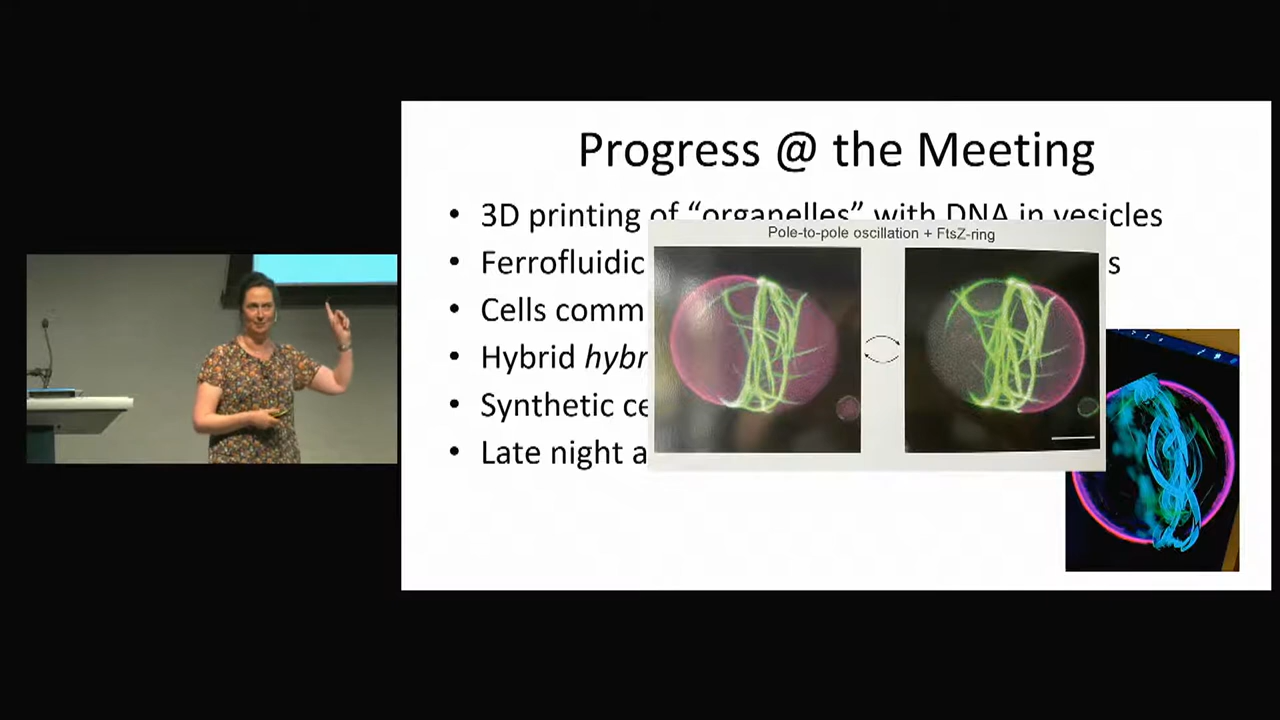 Progress @ the Meeting
• 3D printing of “organelles” with DNA in vesicles
Pole-to-pole oscillation + FtsZ-ring
• Ferrofluidic
• Cells comm
• Hybrid hybr
• Synthetic ce
• Late night a